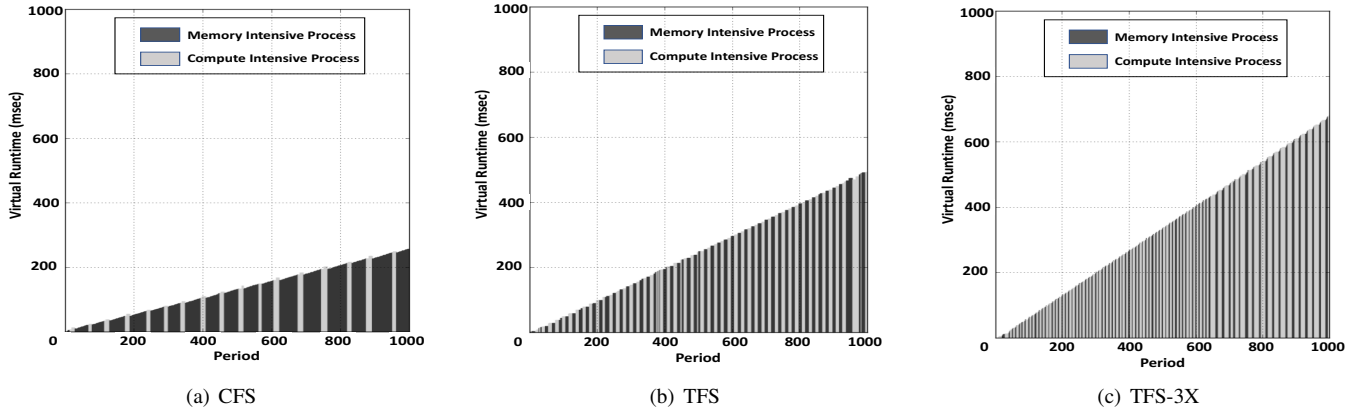 1000
Memory Intensive Process
Compute Intensive Process
800
600
400
200
0
200
400
600
800
1000
Virtual Runtime (msec)
Period
(a) CFS
1000
Memory Intensive Process
Compute Intensive Process
800
600
400
200
0
200
400
600
800
1000
Virtual Runtime (msec)
Period
(b) TFS
1000
Memory Intensive Process
Compute Intensive Process
800
600
400
200
0
0
200
400
600
800
1000
Virtual Runtime (msec)
Period
(c) TFS-3X